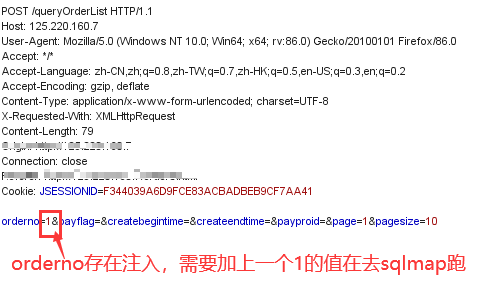 POST /queryOrderList HTTP/1.1
Host: 125.220.160.7
User-Agent: Mozilla/5.0 (Windows NT 10.0; Win64; x64; rv:86.0) Gecko/20100101 Firefox/86.0
Accept: */*
Accept-Language: zh-CN,zh;q=0.8,zh-TW;q=0.7,zh-HK;q=0.5,en-US;q=0.3,en;q=0.2
Accept-Encoding: gzip, deflate
Content-Type: application/x-www-form-urlencoded; charset=UTF-8
X-Requested-With: XMLHttpRequest
Content-Length: 79
Connection: close
Cookie: JSESSIONID=F344039A6D9FCE83ACBADBEB9CF7AA41
orderno=1&payflag=&createbegintime=&createendtime=&payproid=&page=1&pagesize=10
orderno存在注入，需要加上一个1的值在去sqlmap跑